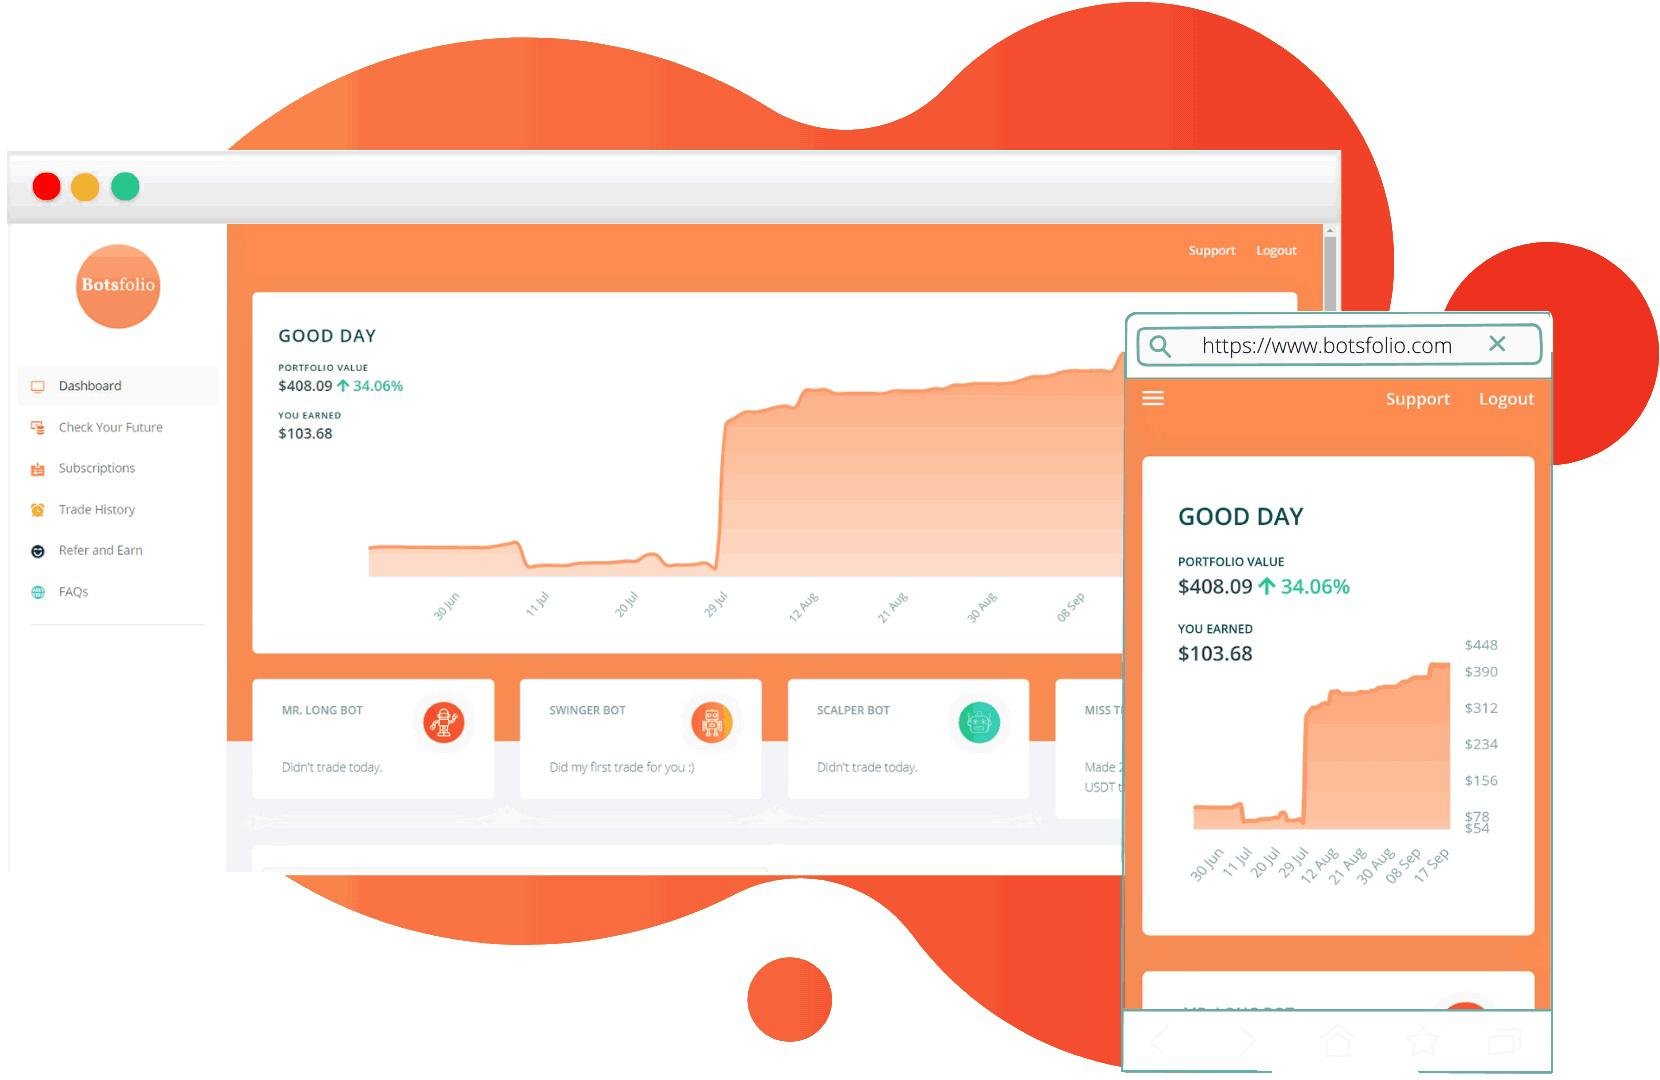 Support Logout
Botsfolio
Dashboard
Check Your Future
Subscriptions
Trade History
Refer and Earn
FAQs
GOOD DAY
PORTFOLIO VALUE
$408.09 34.06%
YOU EARNED
$103.68
30 Jun 11 Jul 20 Jul 29 Jul 12 Aug 21 Aug 30 Aug 08 Sep
MR. LONG BOT
Didn't trade today.
SWINGER BOT
Did my first trade for you :)
SCALPER BOT
Didn't trade today.
MISS
Made
USDT
https://www.botsfolio.com
Support Logout
GOOD DAY
PORTFOLIO VALUE
$408.09 34.06%
YOU EARNED
$103.68
$448
$390
$312
$234
$156
$78
$54
30 Jun 11 Jul 20 Jul 29 Jul 12 Aug 21 Aug 30 Aug 08 Sep 17 Sep